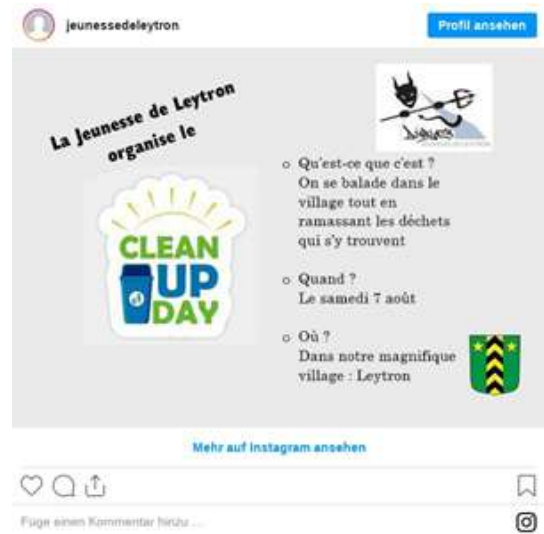 jeunessedeleytron
Profil ansehen
La Jeunesse de Leytron
organise le
CLEAN
UP
DAY
o Qu'est-ce que c'est ?
On se balade dans le
village tout en
ramassant les déchets
qui s'y trouvent
o Quand ?
Le samedi 7 août
o Où ?
Dans notre magnifique
village : Leytron
Mehr auf Instagram ansehen
Füge einen Kommentar hinzu ...